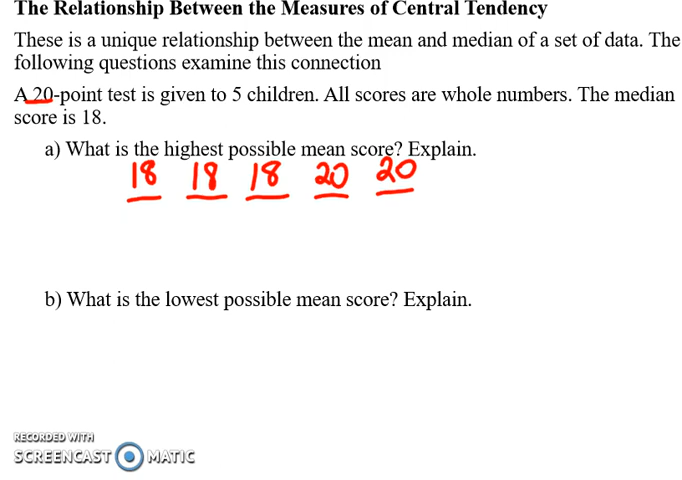 The Relationship Between the Measures of Central Tendency
These is a unique relationship between the mean and median of a set of data. The
following questions examine this connection
A 20-point test is given to 5 children. All scores are whole numbers. The median
score is 18.
a) What is the highest possible mean score? Explain.
18 18 18 20 20
b) What is the lowest possible mean score? Explain.
RECORDED WITH
SCREENCAST MATIC